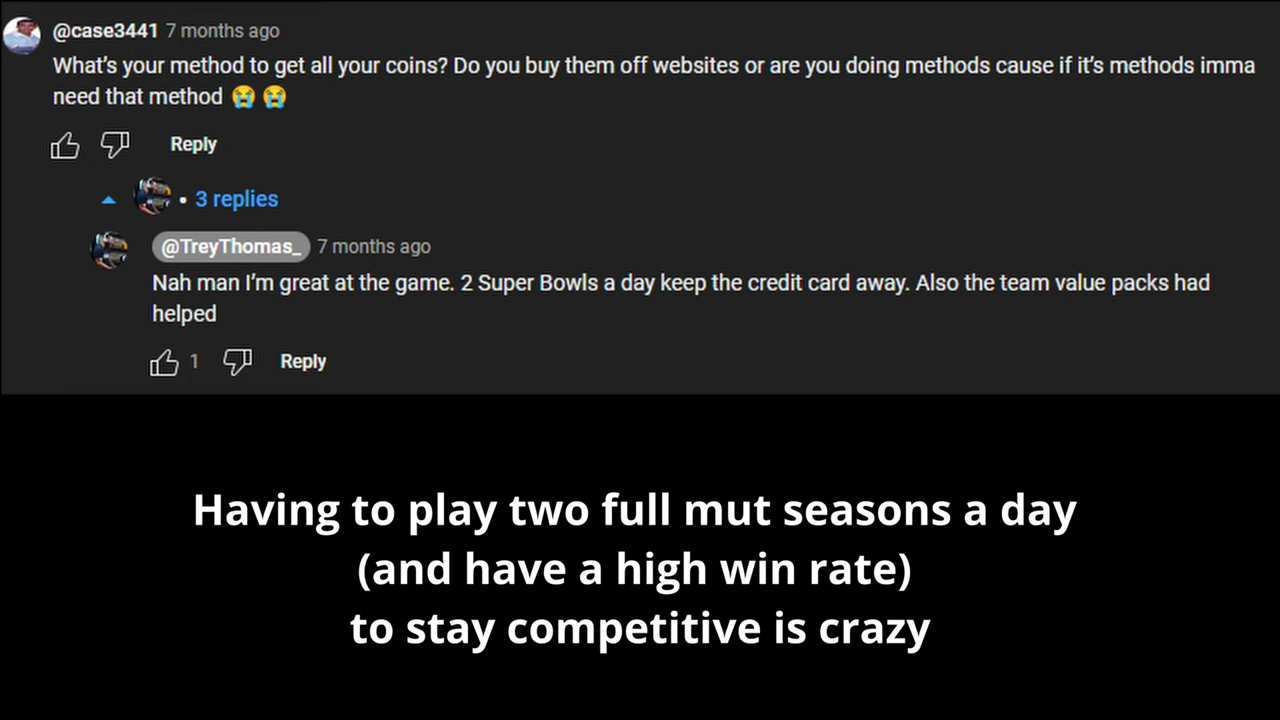 @case3441 7 months ago
What's your method to get all your coins? Do you buy them off websites or are you doing methods cause if it's methods imma
need that method 😭 😭
Reply
• 3 replies
@TreyThomas_ 7 months ago
Nah man I'm great at the game. 2 Super Bowls a day keep the credit card away. Also the team value packs had
helped
1 Reply
Having to play two full mut seasons a day
(and have a high win rate)
to stay competitive is crazy